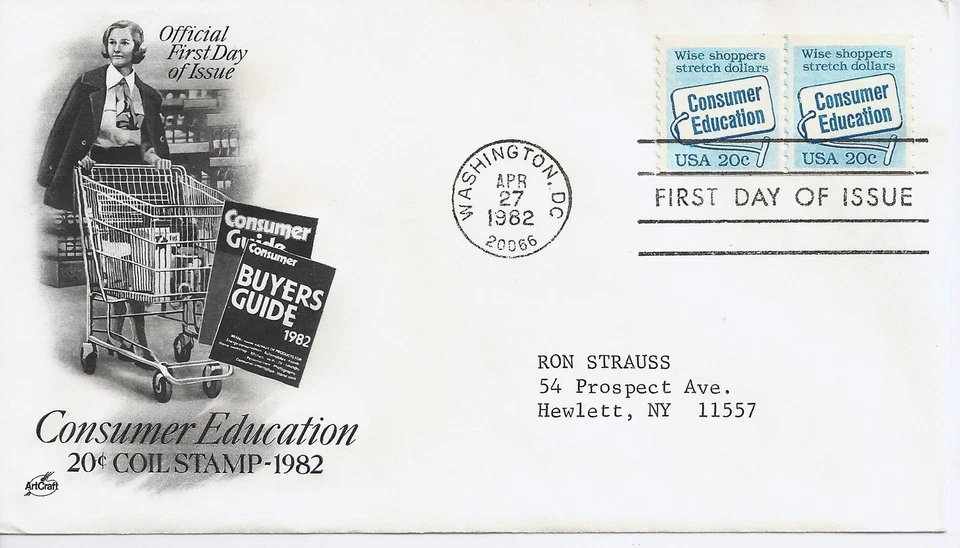 Official
First Day
of Issue
Wise shoppers
stretch dollars
Consumer
Education
USA 20c
Wise shoppers
stretch dollars
Consumer
Education
USA 20c
WASHINGTON, DC
APR
27
1982
20066
FIRST DAY OF ISSUE
Consumer
Guide
Consumer
BUYERS
GUIDE
1982
RON STRAUSS
54 Prospect Ave.
Hewlett, NY 11557
Consumer Education
20¢ COIL STAMP-1982
ArtCraft